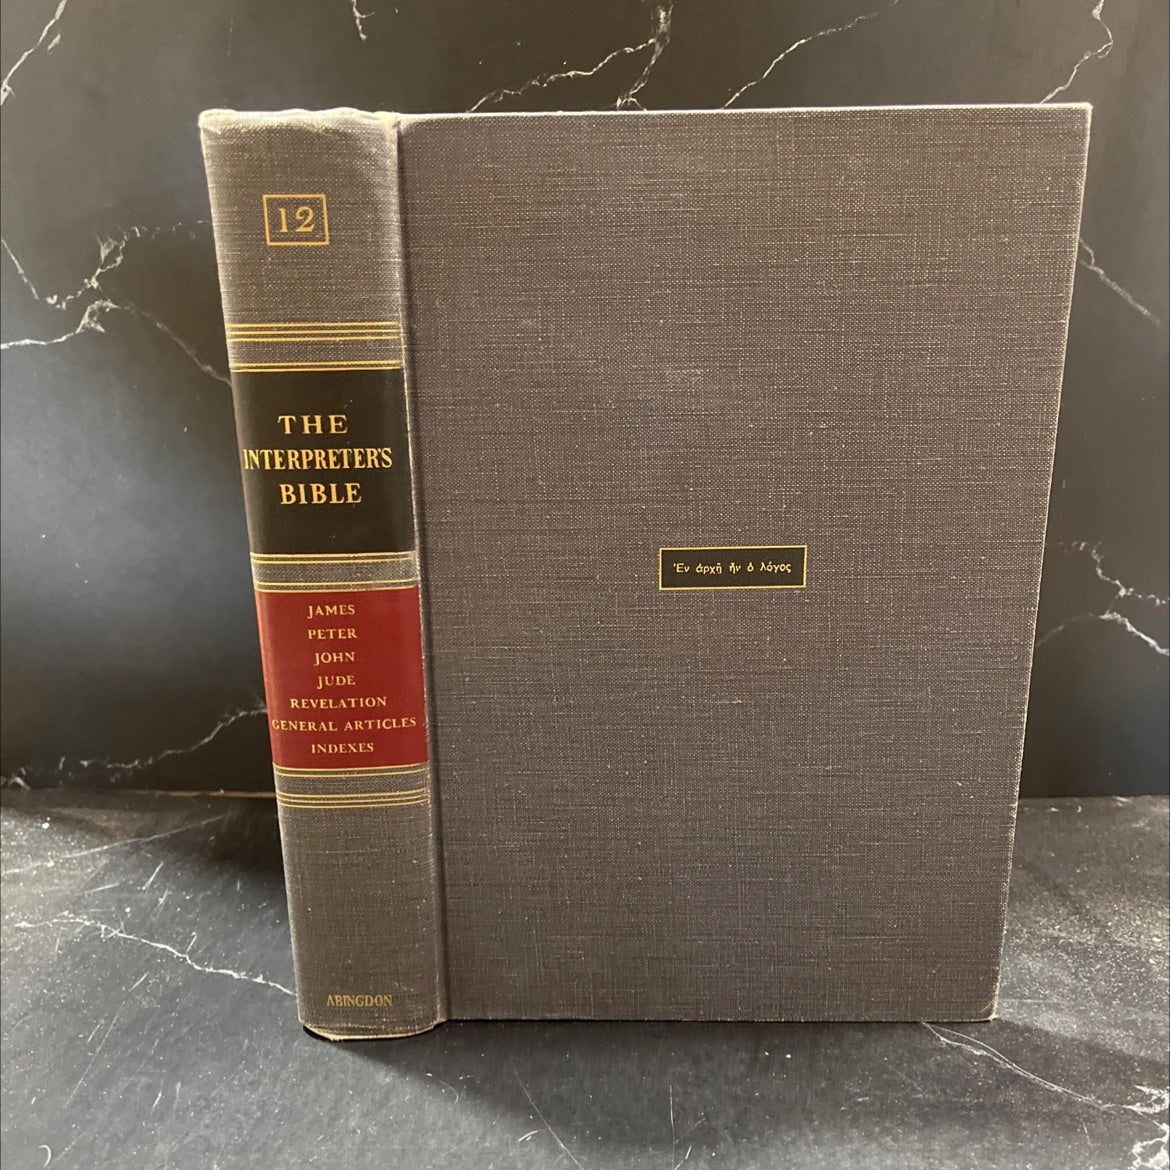 12
THE
INTERPRETER'S
BIBLE
JAMES
PETER
JOHN
JUDE
REVELATION
GENERAL ARTICLES
INDEXES
ABINGDON
Ἐν ἀρχῇ ἦν ὁ λόγος